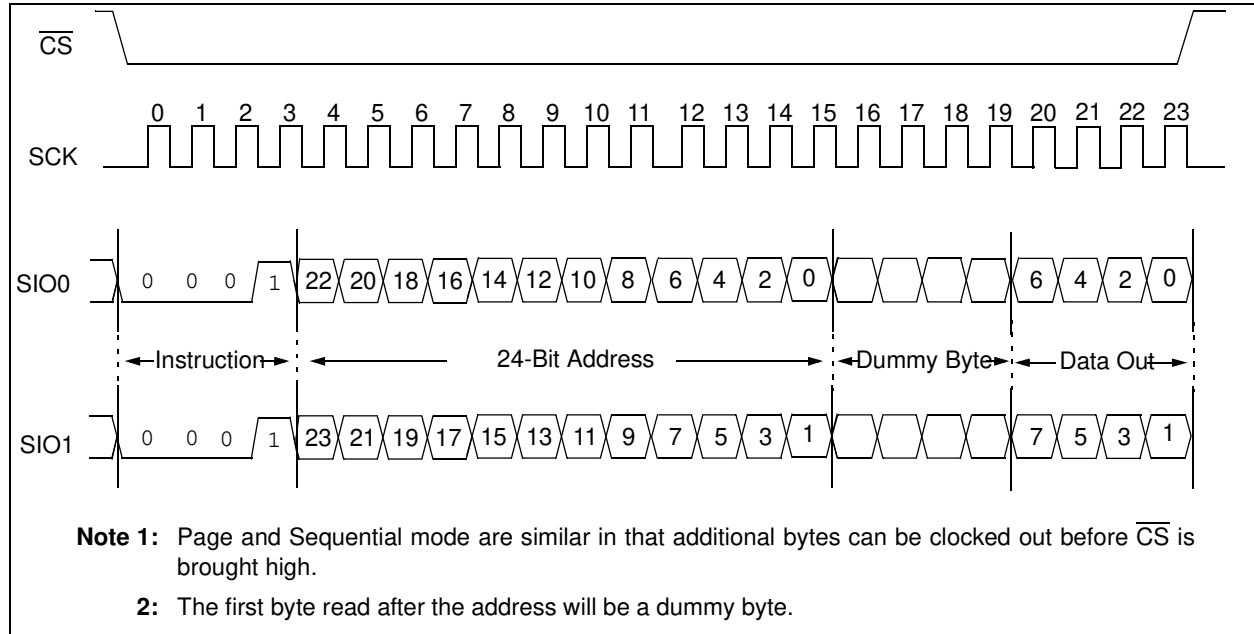 CS
0 1 2 3 4 5 6 7 8 9 10 11 12 13 14 15 16 17 18 19 20 21 22 23
SCK
SIO0 0 0 0 1 22 20 18 16 14 12 10 8 6 4 2 0 6 4 2 0
Instruction 24-Bit Address Dummy Byte Data Out
SIO1 0 0 0 1 23 21 19 17 15 13 11 9 7 5 3 1 7 5 3 1
Note 1: Page and Sequential mode are similar in that additional bytes can be clocked out before CS is
brought high.
2: The first byte read after the address will be a dummy byte.